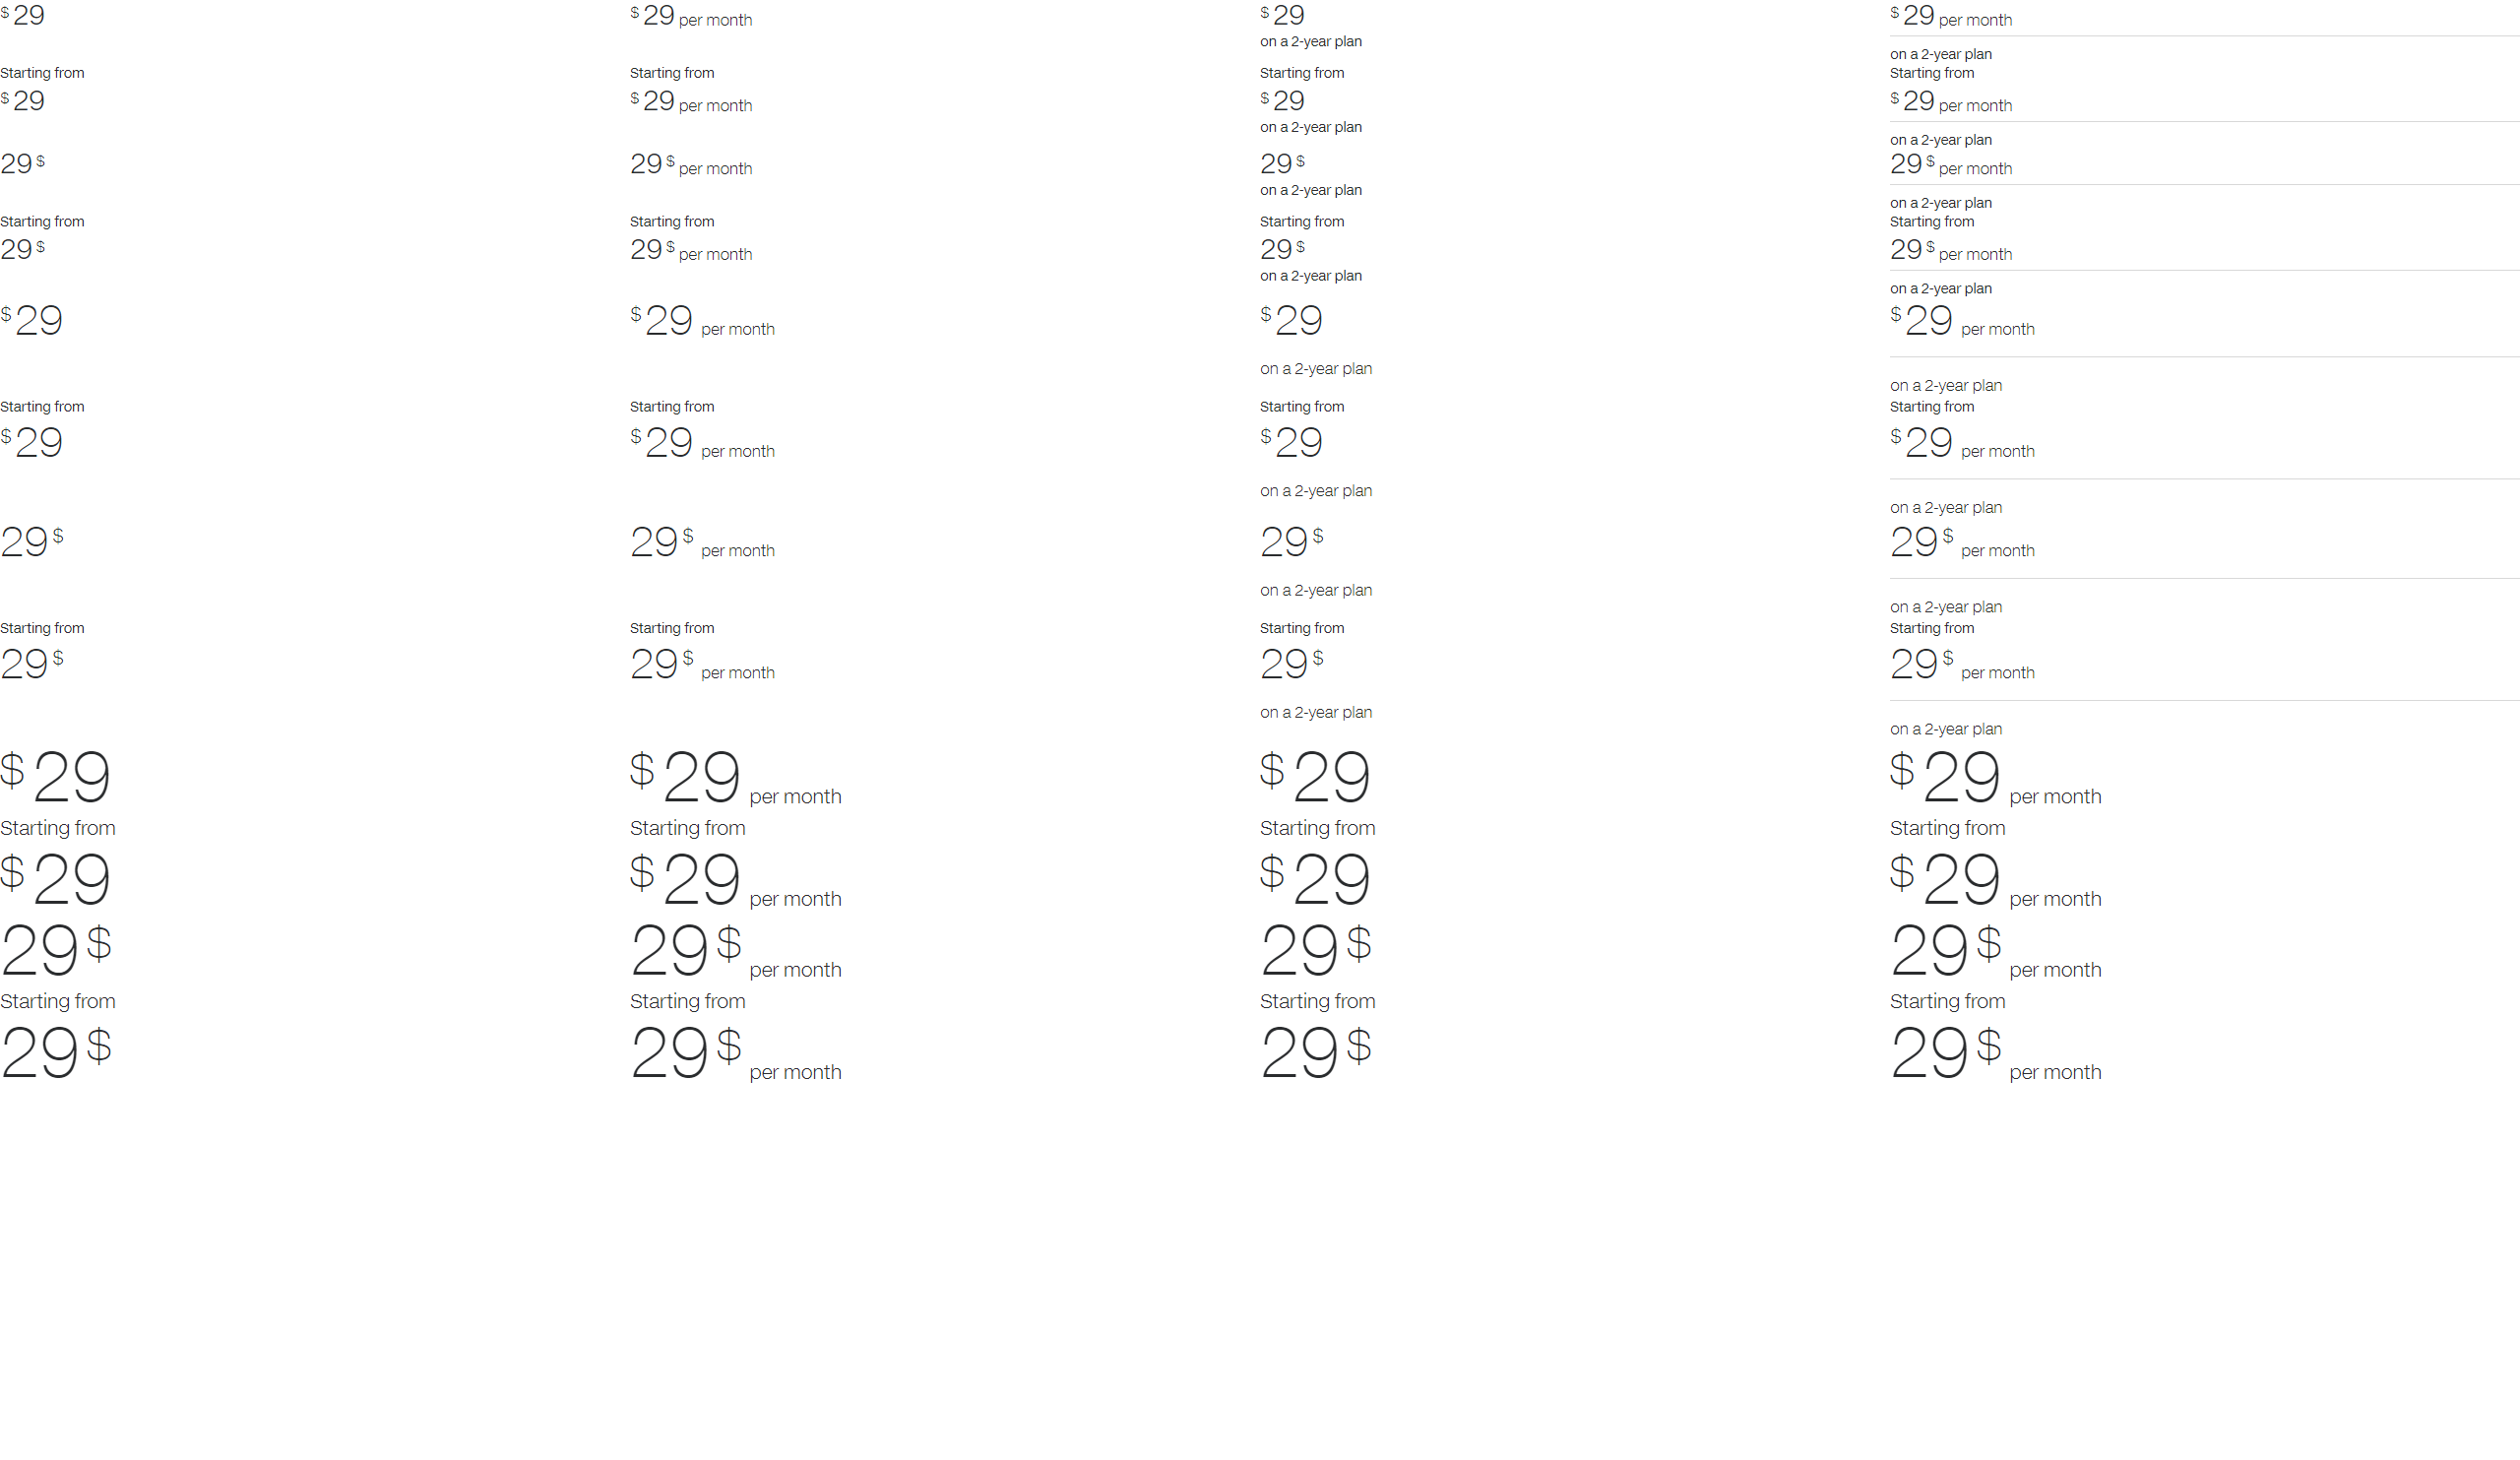 $ 29 $ 29 per month $ 29 $ 29 per month
on a 2-year plan
on a 2-year plan
Starting from Starting from Starting from Starting from
$ 29 $ 29 per month $ 29 $ 29 per month
on a 2-year plan
on a 2-year plan
29 $ 29 $ per month 29 $ 29 $ per month
on a 2-year plan
on a 2-year plan
Starting from Starting from Starting from Starting from
29 $ 29 $ per month 29 $ 29 $ per month
on a 2-year plan
on a 2-year plan
$ 29 $ 29 per month $ 29 $ 29 per month
on a 2-year plan
on a 2-year plan
Starting from Starting from Starting from Starting from
$ 29 $ 29 per month $ 29 $ 29 per month
on a 2-year plan
on a 2-year plan
29 $ 29 $ per month 29 $ 29 $ per month
on a 2-year plan
on a 2-year plan
Starting from Starting from Starting from Starting from
29 $ 29 $ per month 29 $ 29 $ per month
on a 2-year plan
on a 2-year plan
$ 29 $ 29 per month $ 29 $ 29 per month
Starting from Starting from Starting from Starting from
$ 29 $ 29 per month $ 29 $ 29 per month
29 $ 29 $ per month 29 $ 29 $ per month
Starting from Starting from Starting from Starting from
29 $ 29 $ per month 29 $ 29 $ per month